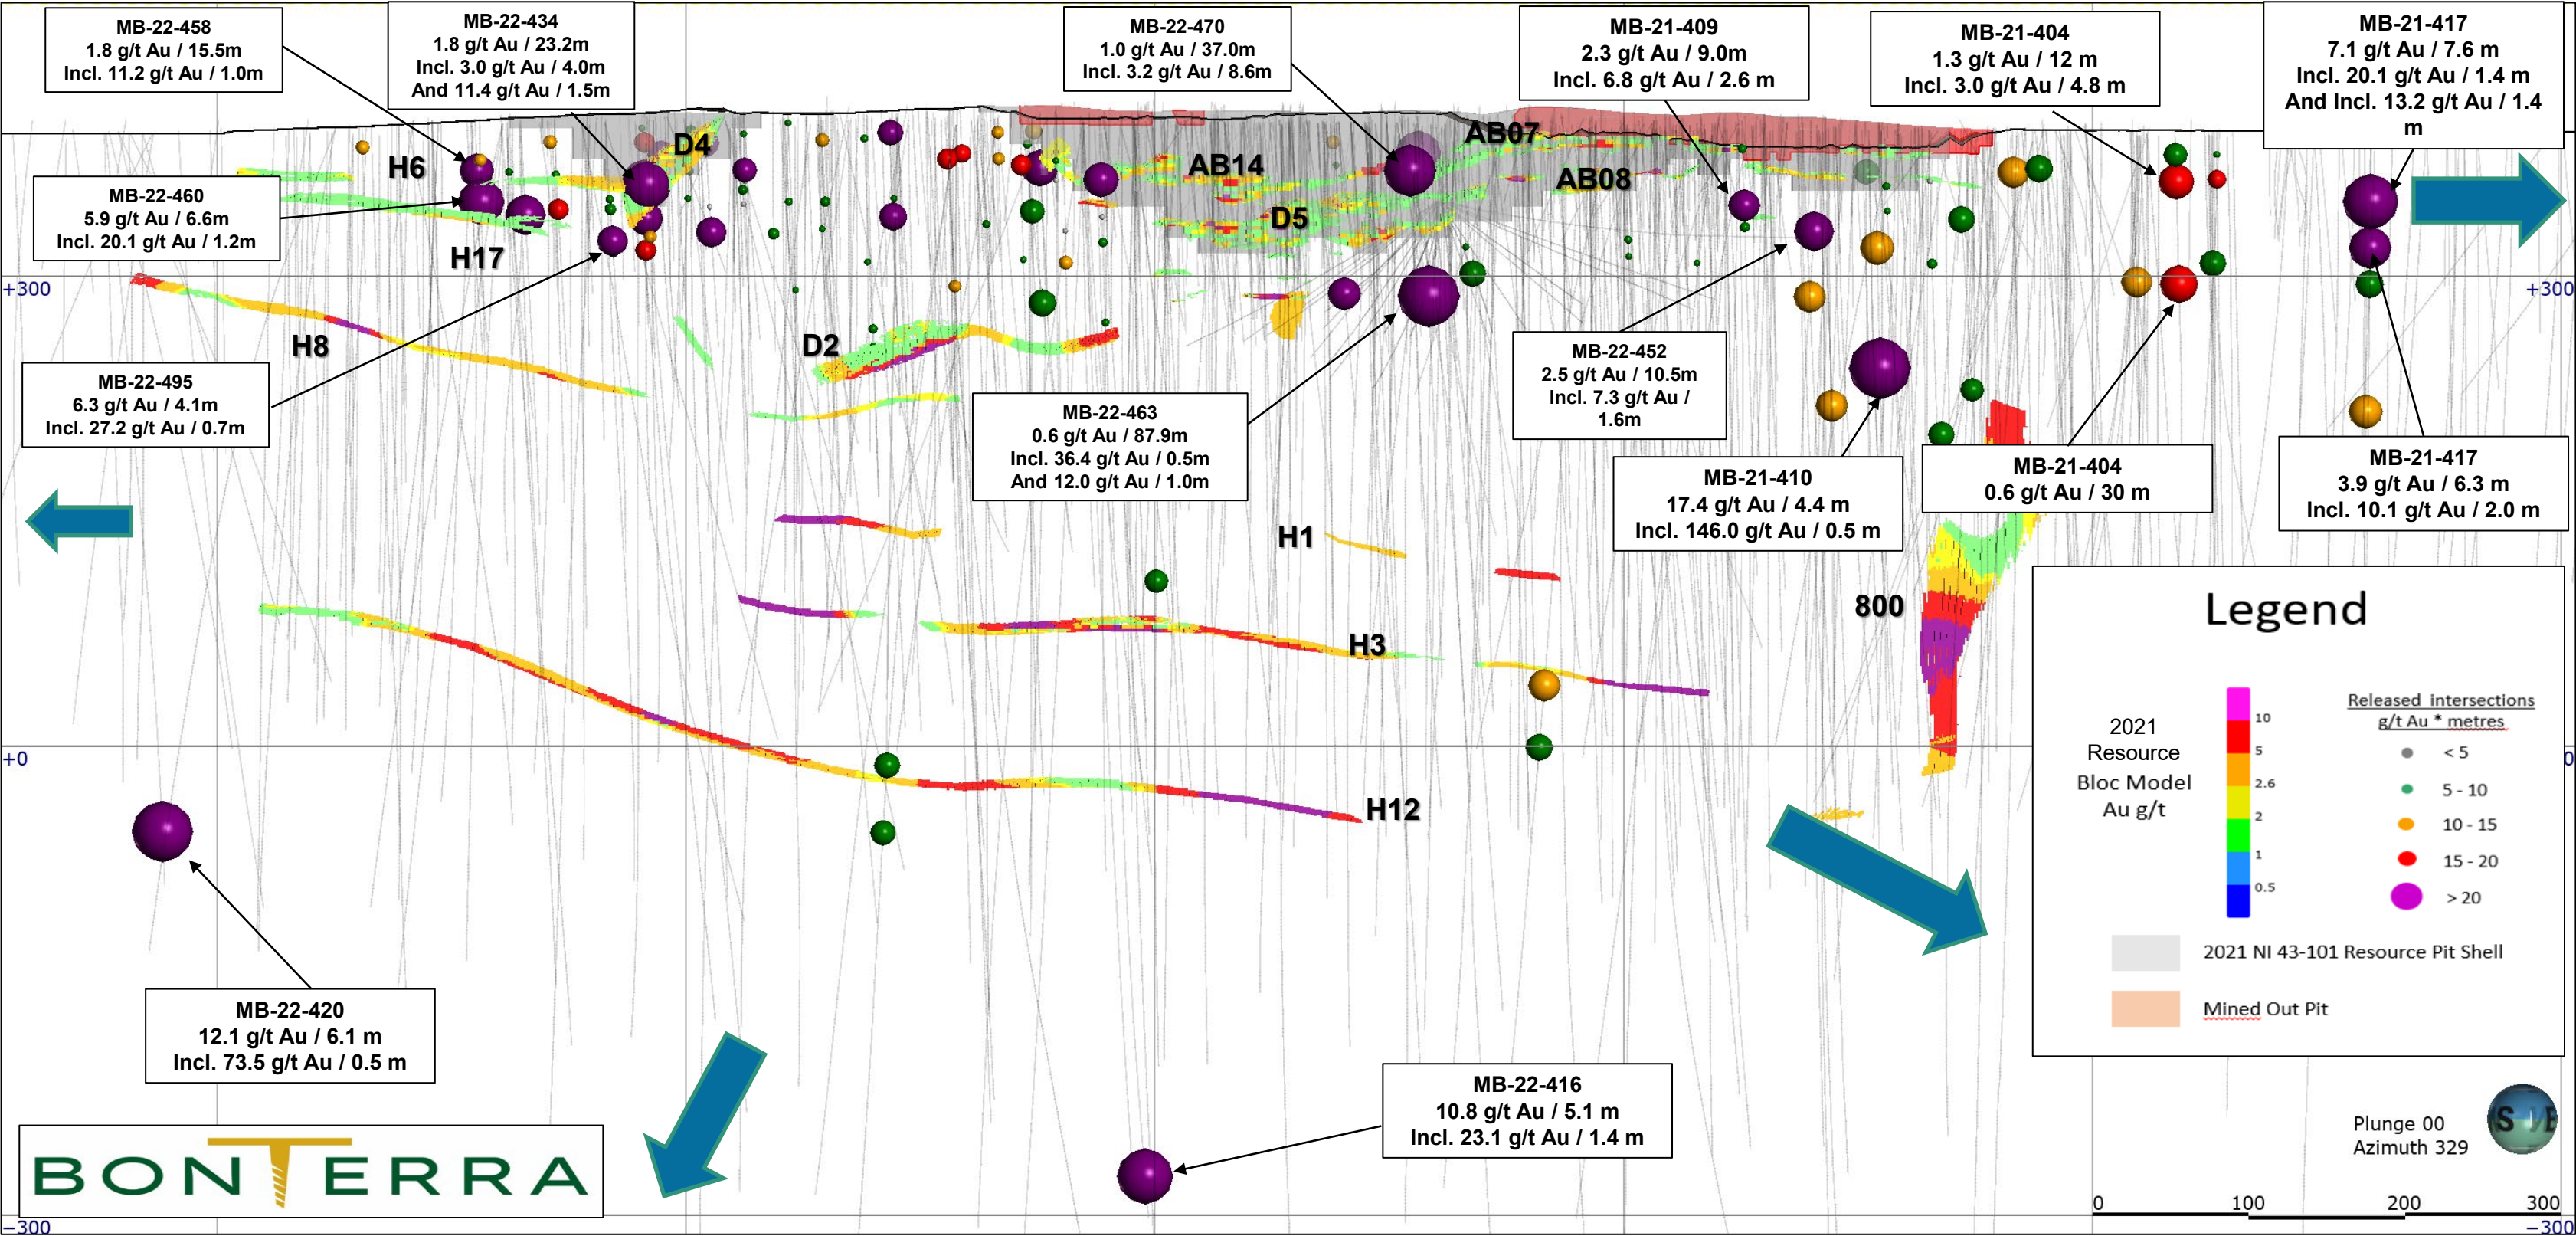 MB-22-458
1.8 g/t Au / 15.5m
Incl. 11.2 g/t Au / 1.0m
MB-22-434
1.8 g/t Au / 23.2m
Incl. 3.0 g/t Au / 4.0m
And 11.4 g/t Au / 1.5m
MB-22-470
1.0 g/t Au / 37.0m
Incl. 3.2 g/t Au / 8.6m
MB-21-409
2.3 g/t Au / 9.0m
Incl. 6.8 g/t Au / 2.6 m
MB-21-404
1.3 g/t Au / 12 m
Incl. 3.0 g/t Au / 4.8 m
MB-21-417
7.1 g/t Au / 7.6 m
Incl. 20.1 g/t Au / 1.4 m
And Incl. 13.2 g/t Au / 1.4
m
H6
D4
AB14
AB07
AB08
D5
MB-22-460
5.9 g/t Au / 6.6m
Incl. 20.1 g/t Au / 1.2m
H17
+300
+300
H8
D2
MB-22-495
6.3 g/t Au / 4.1m
Incl. 27.2 g/t Au / 0.7m
MB-22-463
0.6 g/t Au / 87.9m
Incl. 36.4 g/t Au / 0.5m
And 12.0 g/t Au / 1.0m
MB-22-452
2.5 g/t Au / 10.5m
Incl. 7.3 g/t Au /
1.6m
MB-21-410
17.4 g/t Au / 4.4 m
Incl. 146.0 g/t Au / 0.5 m
MB-21-404
0.6 g/t Au / 30 m
MB-21-417
3.9 g/t Au / 6.3 m
Incl. 10.1 g/t Au / 2.0 m
H1
800
H3
H12
+0
0
Legend
2021
Resource
Bloc Model
Au g/t
10
5
2.6
2
1
0.5
Released intersections
g/t Au * metres
< 5
5 - 10
10 - 15
15 - 20
> 20
2021 NI 43-101 Resource Pit Shell
Mined Out Pit
MB-22-420
12.1 g/t Au / 6.1 m
Incl. 73.5 g/t Au / 0.5 m
MB-22-416
10.8 g/t Au / 5.1 m
Incl. 23.1 g/t Au / 1.4 m
BONTERRA
Plunge 00
Azimuth 329
S
E
0 100 200 300
−300
−300